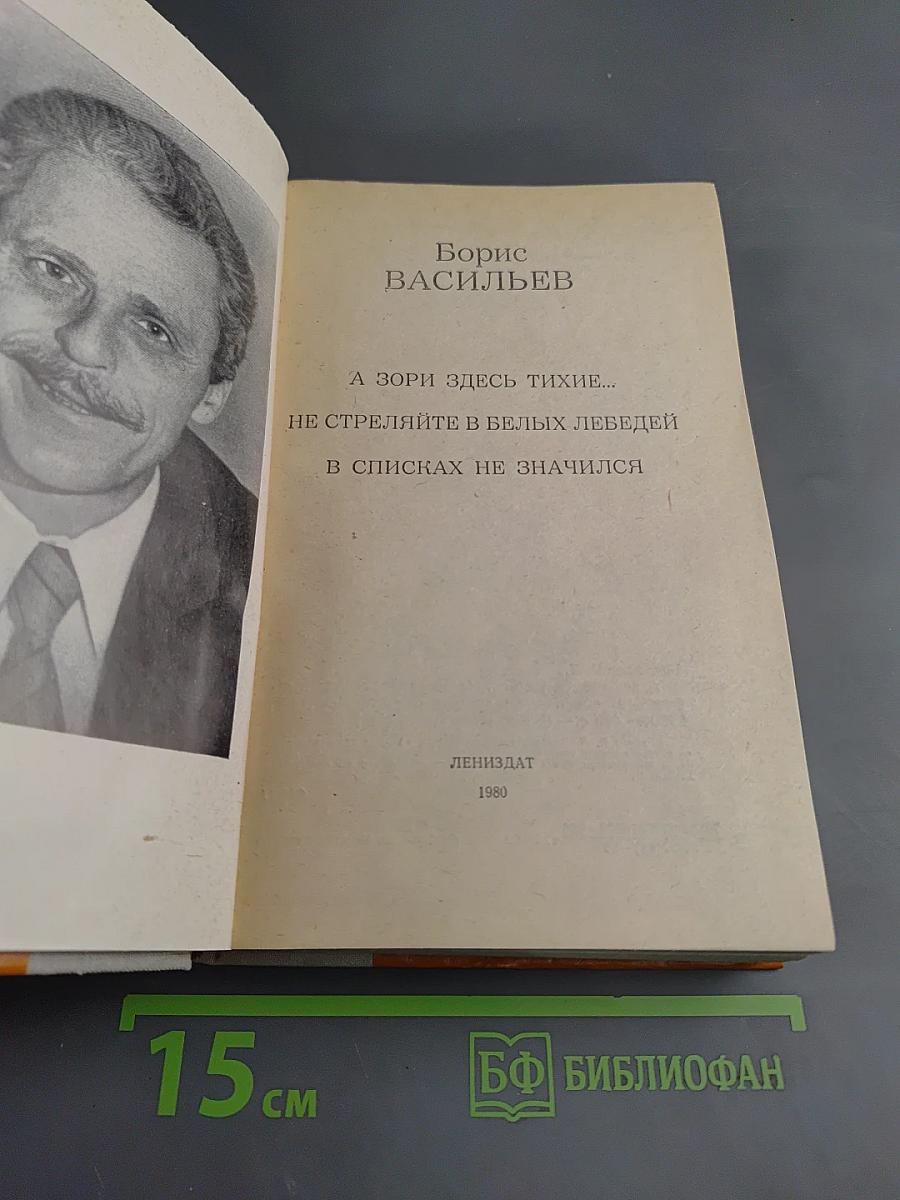 Борис
ВАСИЛЬЕВ
А ЗОРИ ЗДЕСЬ ТИХИЕ...
НЕ СТРЕЛЯЙТЕ В БЕЛЫХ ЛЕБЕДЕЙ
В СПИСКАХ НЕ ЗНАЧИЛСЯ
ЛЕНИЗДАТ
1980
15 см
БФ БИБЛИОФАН